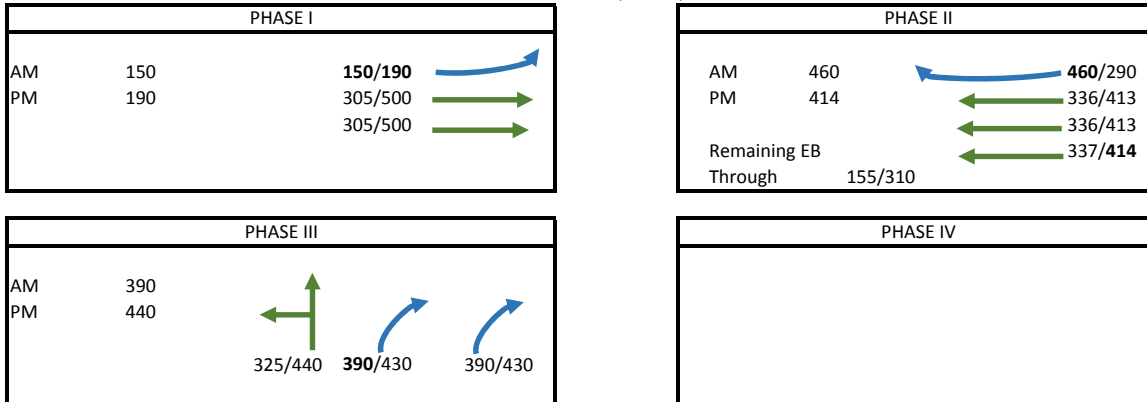 PHASE I
AM 150 150/190
PM 190 305/500
305/500
PHASE II
AM 460 460/290
PM 414 336/413
336/413
Remaining EB 337/414
Through 155/310
PHASE III
AM 390
PM 440
325/440 390/430 390/430
PHASE IV